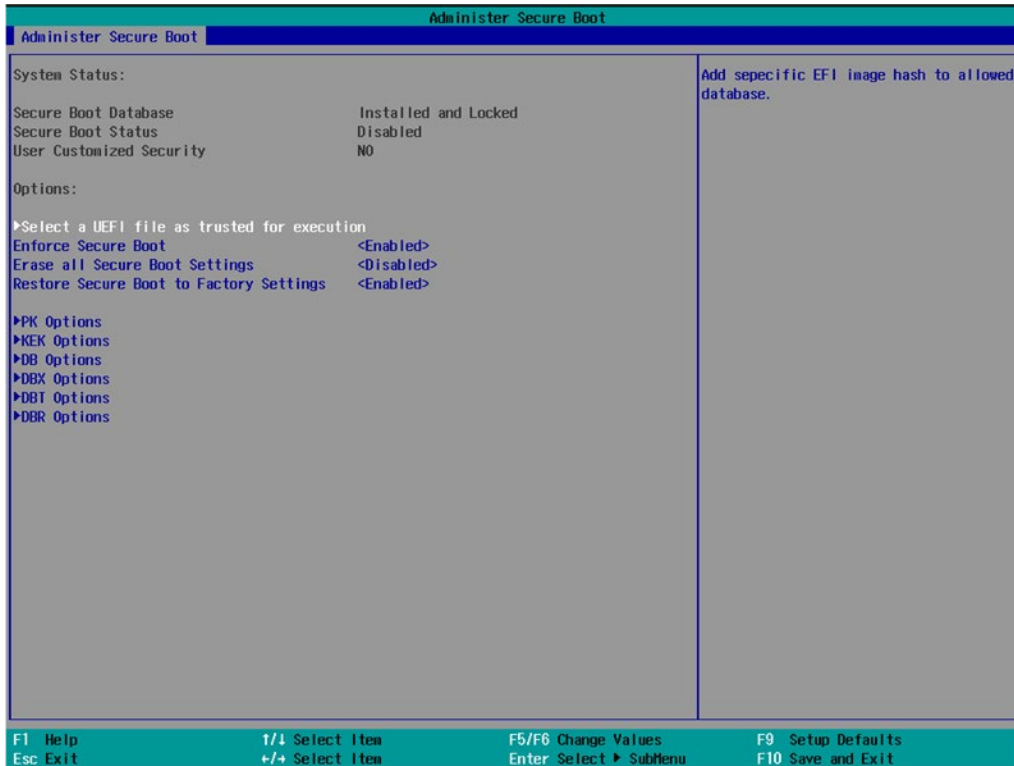 Administer Secure Boot
Administer Secure Boot
System Status:
Secure Boot Database Installed and Locked
Secure Boot Status Disabled
User Customized Security NO
Options:
▶Select a UEFI file as trusted for execution
Enforce Secure Boot <Enabled>
Erase all Secure Boot Settings <Disabled>
Restore Secure Boot to Factory Settings <Enabled>
▶PK Options
▶KEK Options
▶DB Options
▶DBX Options
▶DBT Options
▶DBR Options
Add sepecific EFI image hash to allowed
database.
F1 Help ↑/↓ Select Item F5/F6 Change Values F9 Setup Defaults
Esc Exit ←/→ Select Item Enter Select ▶ SubMenu F10 Save and Exit